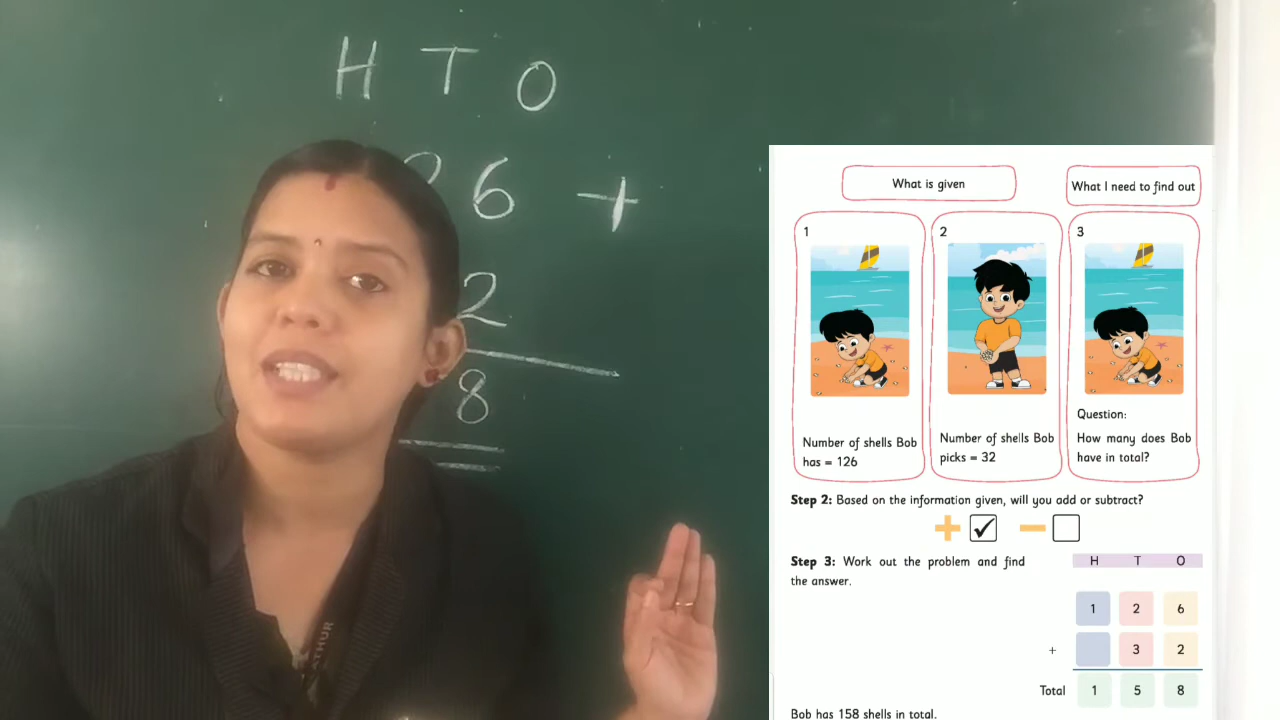 H T O
2 6 +
2
8
ATHUR
What is given
What I need to find out
1
Number of shells Bob
has = 126
2
Number of shells Bob
picks = 32
3
Question:
How many does Bob
have in total?
Step 2: Based on the information given, will you add or subtract?
+ ✓ −
Step 3: Work out the problem and find
the answer.
H T O
1 2 6
+ 3 2
Total 1 5 8
Bob has 158 shells in total.